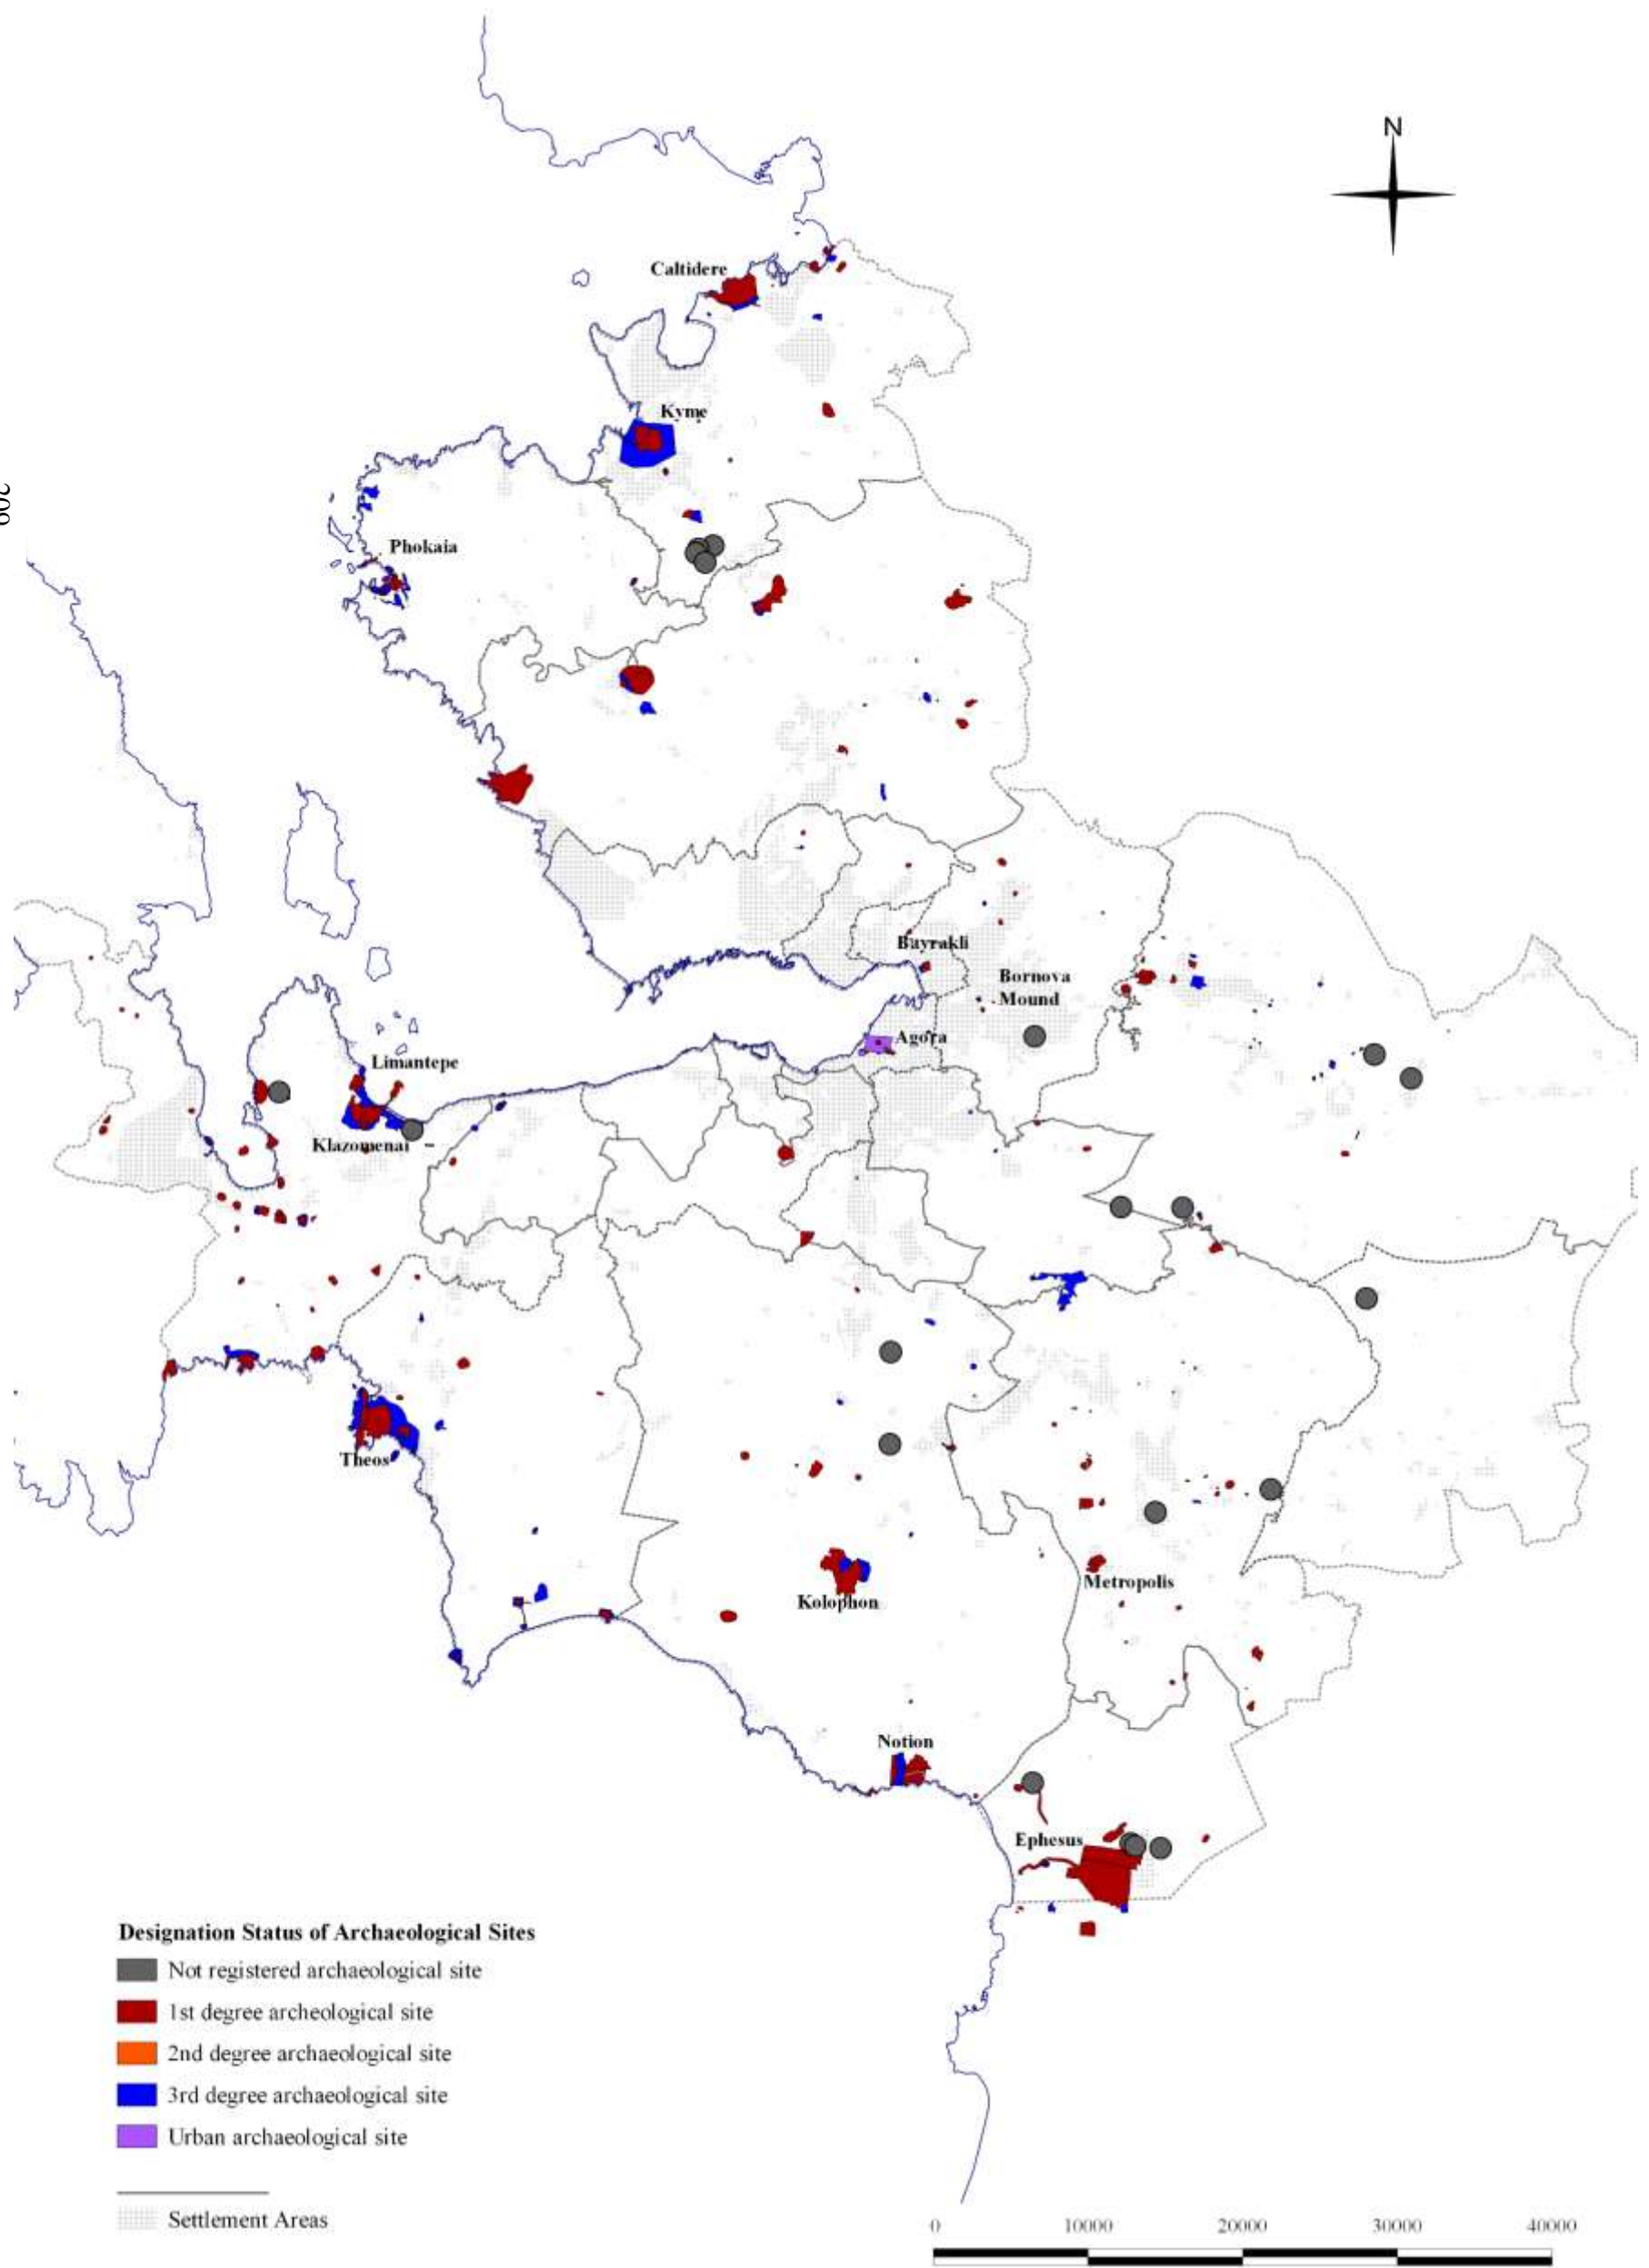 N
Caltidere
Kyme
209
Phokaia
Bayrakli
Bornova
Mound
Agora
Limantepe
Klazomenai
Theos
Kolophon
Metropolis
Notion
Ephesus
Designation Status of Archaeological Sites
Not registered archaeological site
1st degree archeological site
2nd degree archaeological site
3rd degree archaeological site
Urban archaeological site
Settlement Areas
0 10000 20000 30000 40000